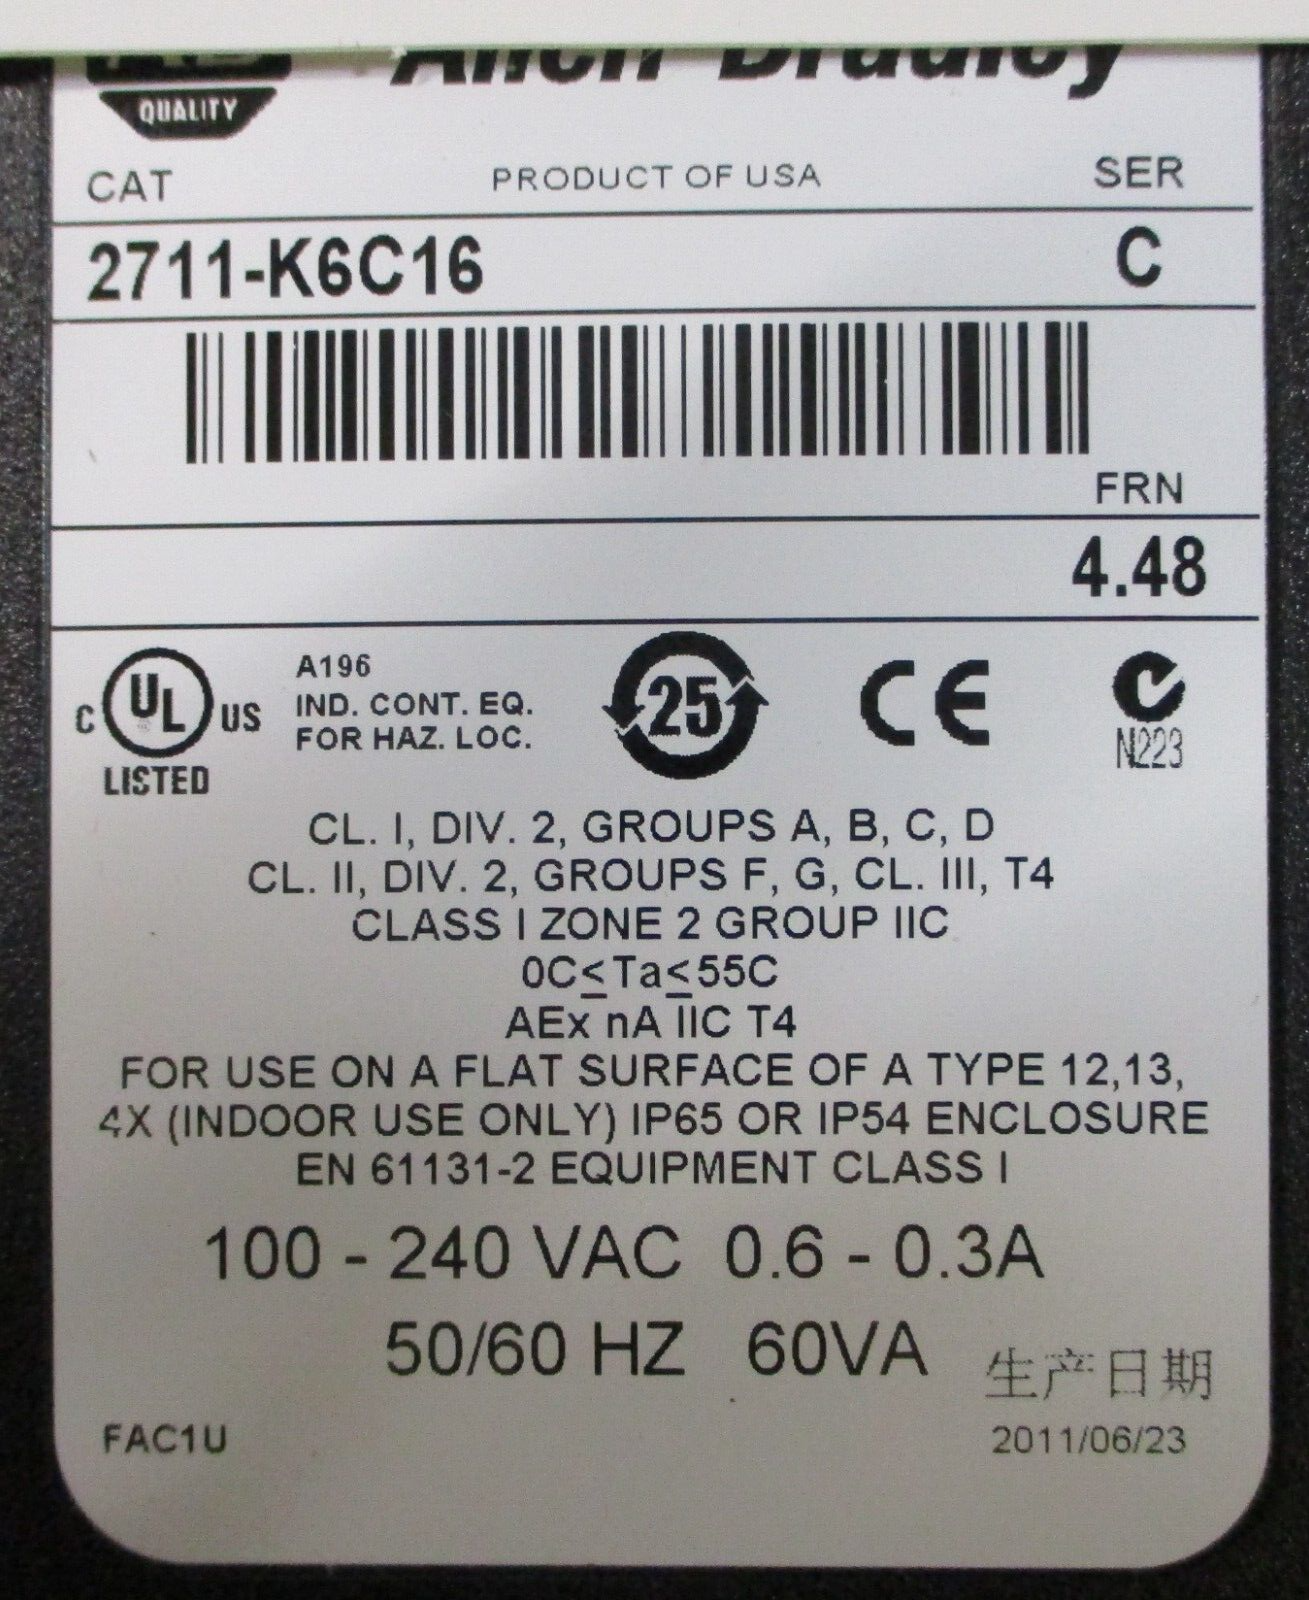 Allen-Bradley
QUALITY
CAT PRODUCT OF USA SER
2711-K6C16 C
FRN
4.48
C UL US LISTED
A196
IND. CONT. EQ.
FOR HAZ. LOC.
25
CE
N223
CL. I, DIV. 2, GROUPS A, B, C, D
CL. II, DIV. 2, GROUPS F, G, CL. III, T4
CLASS I ZONE 2 GROUP IIC
0C≤Ta≤55C
AEx nA IIC T4
FOR USE ON A FLAT SURFACE OF A TYPE 12,13,
4X (INDOOR USE ONLY) IP65 OR IP54 ENCLOSURE
EN 61131-2 EQUIPMENT CLASS I
100 - 240 VAC 0.6 - 0.3A
50/60 HZ 60VA
生产日期
FAC1U 2011/06/23